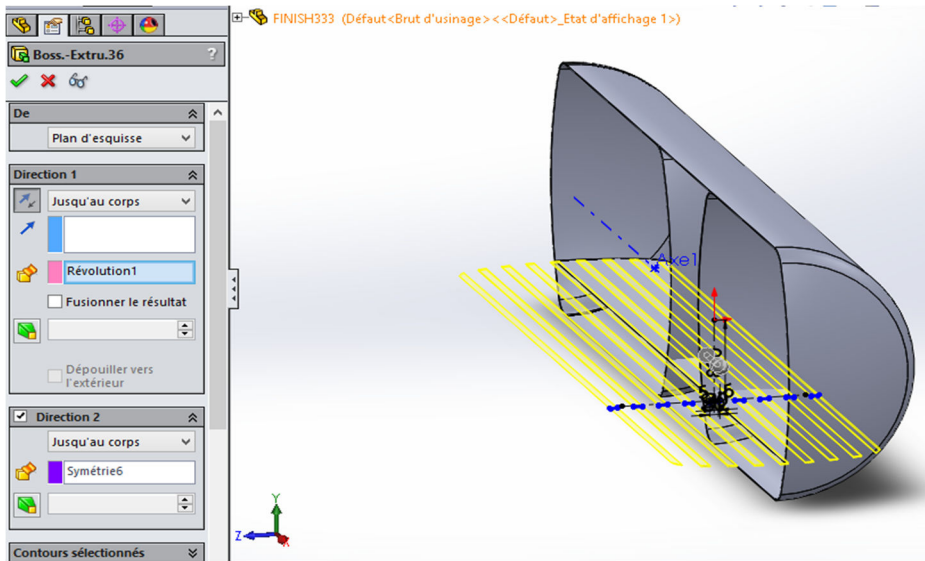 FINISH333 (Défaut<Brut d'usinage><<Défaut>_Etat d'affichage 1>)
Boss.-Extru.36
?
De
Plan d'esquisse
Direction 1
Jusqu'au corps
Révolution1
Fusionner le résultat
Dépouiller vers
l'extérieur
Direction 2
Jusqu'au corps
Symétrie6
Contours sélectionnés
Axe1
Y
Z